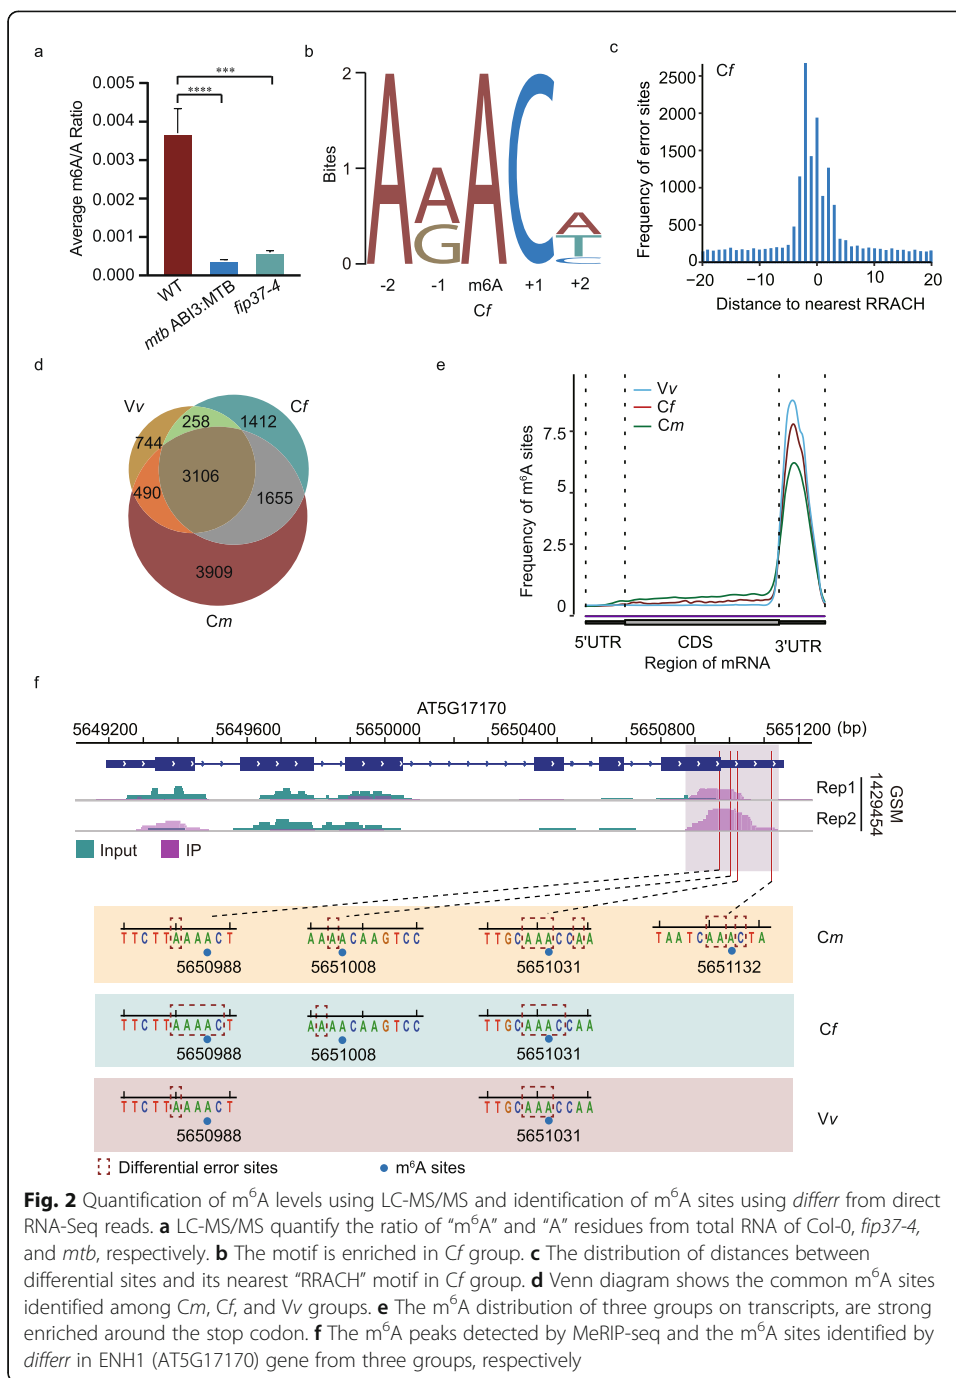 a
0.005
0.004
0.003
0.002
0.001
0.000
Average m6A/A Ratio
***
****
WT
mtb ABI3:MTB
fip37-4
b
2
1
0
Bites
A
A
G
A
C
A
T
C
-2 -1 m6A +1 +2
Cf
c
Cf
2500
2000
1500
1000
500
0
Frequency of error sites
−20 −10 0 10 20
Distance to nearest RRACH
d
Vv
Cf
258
1412
744
3106
490
1655
3909
Cm
e
Vv
Cf
Cm
7.5
5
2.5
0
Frequency of m⁶A sites
5'UTR CDS 3'UTR
Region of mRNA
f
AT5G17170
5649200 5649600 5650000 5650400 5650800 5651200 (bp)
Rep1
Rep2
GSM
1429454
Input IP
TTCTTAAAACT AAAACAAGTCC TTGCAAACCAA TAATCAAACTA
Cm
5650988 5651008 5651031 5651132
TTCTTAAAACT AAAACAAGTCC TTGCAAACCAA
Cf
5650988 5651008 5651031
TTCTTAAAACT TTGCAAACCAA
Vv
5650988 5651031
Differential error sites m⁶A sites
Fig. 2 Quantification of m⁶A levels using LC-MS/MS and identification of m⁶A sites using differr from direct
RNA-Seq reads. a LC-MS/MS quantify the ratio of “m⁶A” and “A” residues from total RNA of Col-0, fip37-4,
and mtb, respectively. b The motif is enriched in Cf group. c The distribution of distances between
differential sites and its nearest “RRACH” motif in Cf group. d Venn diagram shows the common m⁶A sites
identified among Cm, Cf, and Vv groups. e The m⁶A distribution of three groups on transcripts, are strong
enriched around the stop codon. f The m⁶A peaks detected by MeRIP-seq and the m⁶A sites identified by
differr in ENH1 (AT5G17170) gene from three groups, respectively